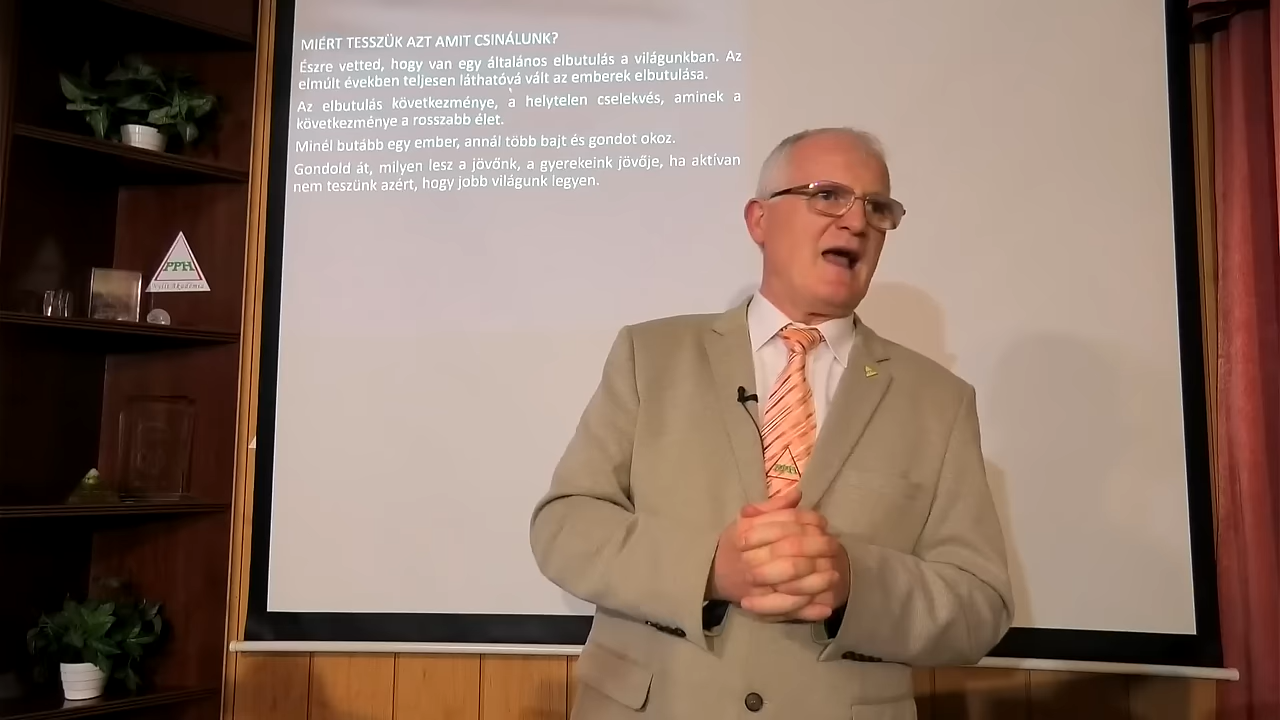 MIÉRT TESSZÜK AZT AMIT CSINÁLUNK?
Észre vetted, hogy van egy általános elbutulás a világunkban. Az
elmúlt években teljesen láthatóvá vált az emberek elbutulása.
Az elbutulás következménye, a helytelen cselekvés, aminek a
következménye a rosszabb élet.
Minél butább egy ember, annál több bajt és gondot okoz.
Gondold át, milyen lesz a jövőnk, a gyerekeink jövője, ha aktívan
nem teszünk azért, hogy jobb világunk legyen.
PPH
Nyílt Akadémia
PPH